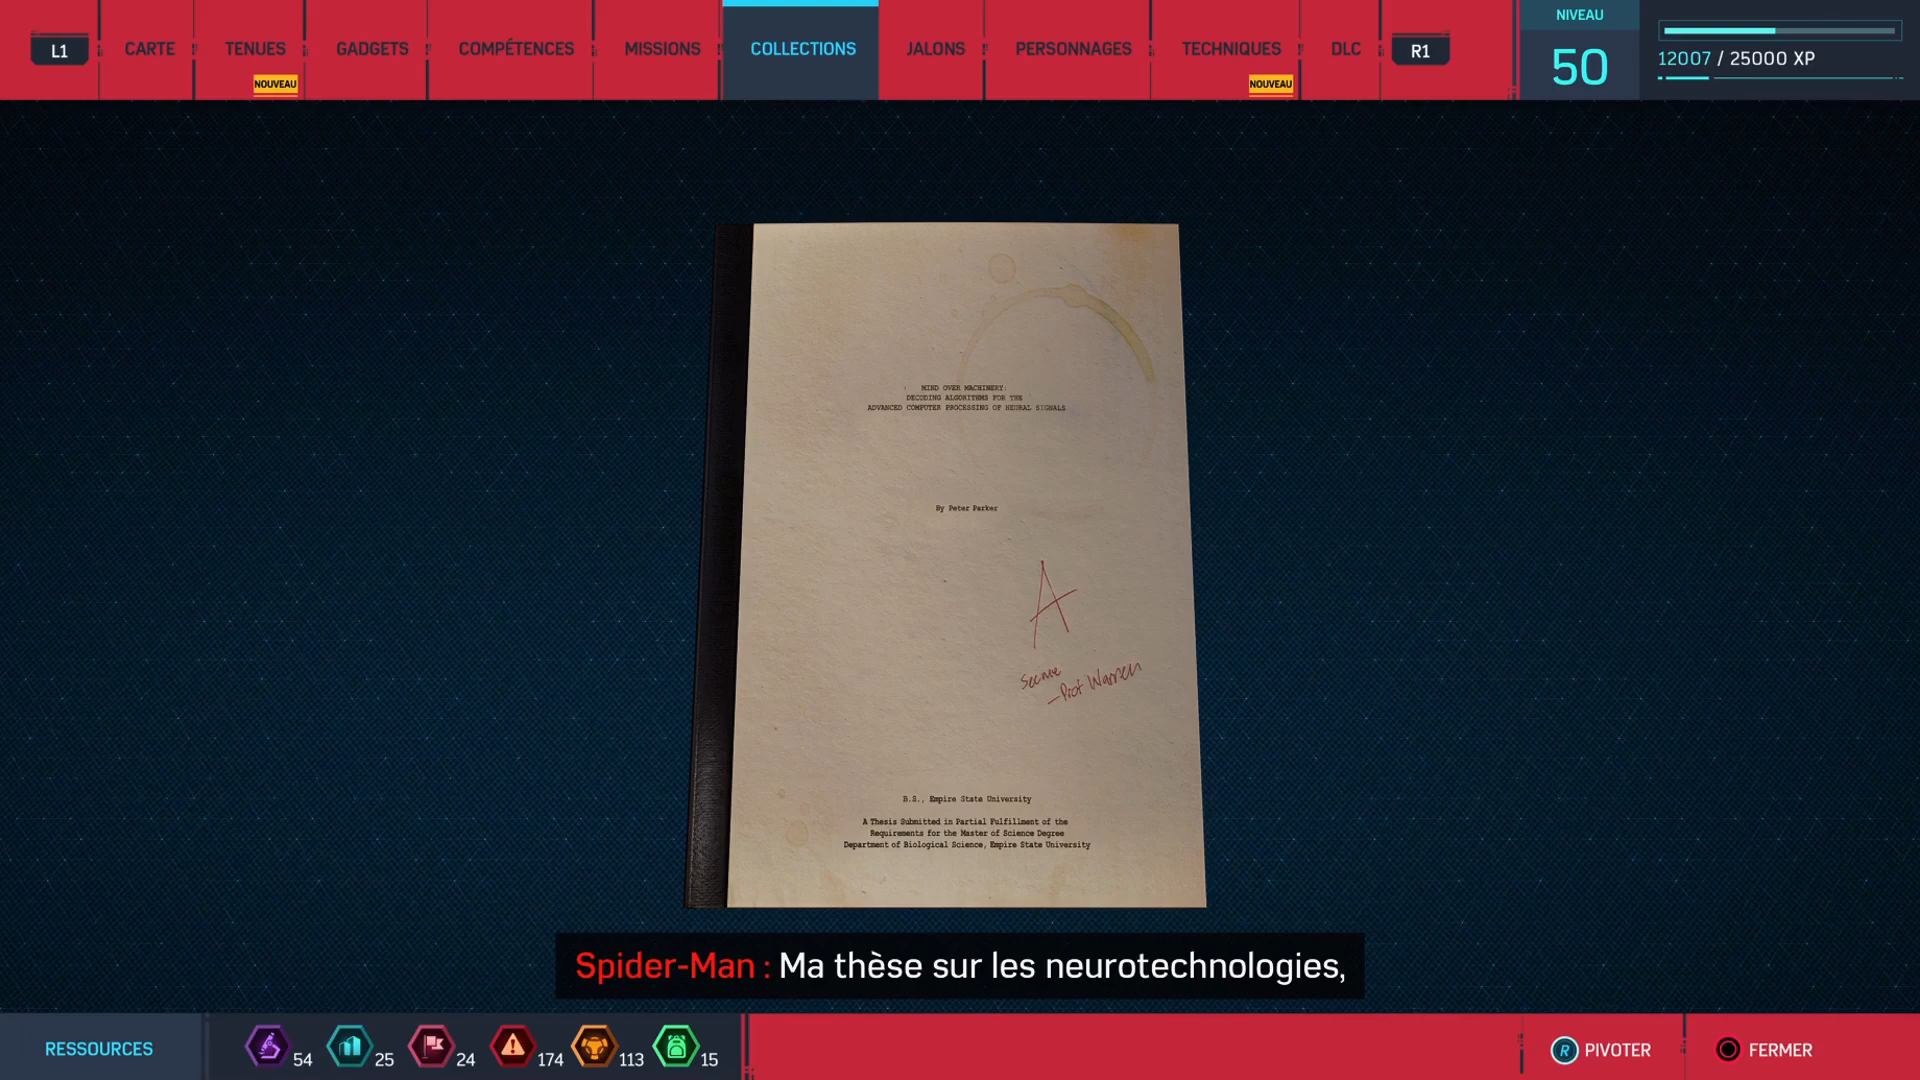 L1
CARTE
TENUES
NOUVEAU
GADGETS
COMPÉTENCES
MISSIONS
COLLECTIONS
JALONS
PERSONNAGES
TECHNIQUES
NOUVEAU
DLC
R1
NIVEAU
50
12007 / 25000 XP
MIND OVER MACHINERY:
DECODING ALGORITHMS FOR THE
ADVANCED COMPUTER PROCESSING OF NEURAL SIGNALS
By Peter Parker
A
See me
- Prof Warren
B.S., Empire State University
A Thesis Submitted in Partial Fulfillment of the
Requirements for the Master of Science Degree
Department of Biological Science, Empire State University
Spider-Man : Ma thèse sur les neurotechnologies,
RESSOURCES
54
25
24
174
113
15
R PIVOTER
FERMER